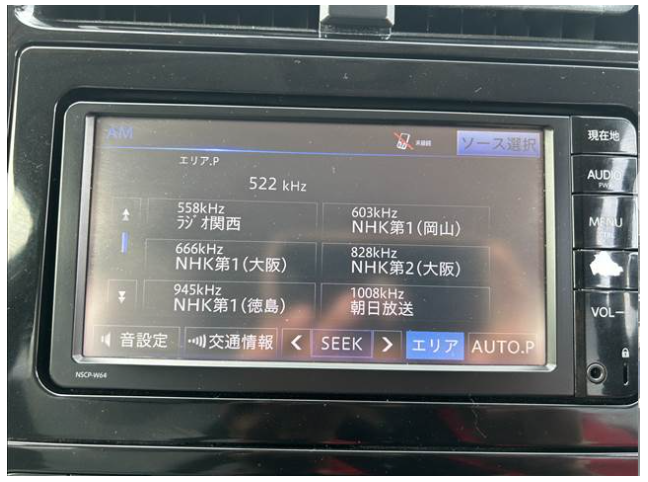 AM
未接続
ソース選択
エリア.P
522 kHz
558kHz
ラジオ関西
603kHz
NHK第1(岡山)
666kHz
NHK第1(大阪)
828kHz
NHK第2(大阪)
945kHz
NHK第1(徳島)
1008kHz
朝日放送
音設定
交通情報
SEEK
エリア
AUTO.P
NSCP-W64
現在地
AUDIO
MENU
VOL−